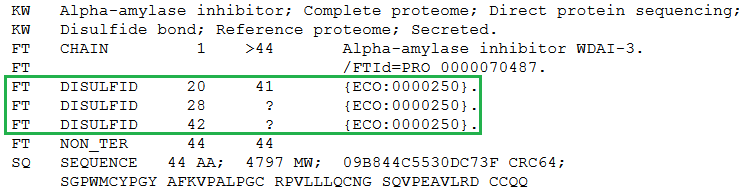 KW Alpha-amylase inhibitor; Complete proteome; Direct protein sequencing;
KW Disulfide bond; Reference proteome; Secreted.
FT CHAIN 1 >44 Alpha-amylase inhibitor WDAI-3.
FT /FTId=PRO 0000070487.
FT DISULFID 20 41 {ECO:0000250}.
FT DISULFID 28 ? {ECO:0000250}.
FT DISULFID 42 ? {ECO:0000250}.
FT NON_TER 44 44
SQ SEQUENCE 44 AA; 4797 MW; 09B844C5530DC73F CRC64;
SGPWMCYPGY AFKVPALPGC RPVLLLQCNG SQVPEAVLRD CCQQ